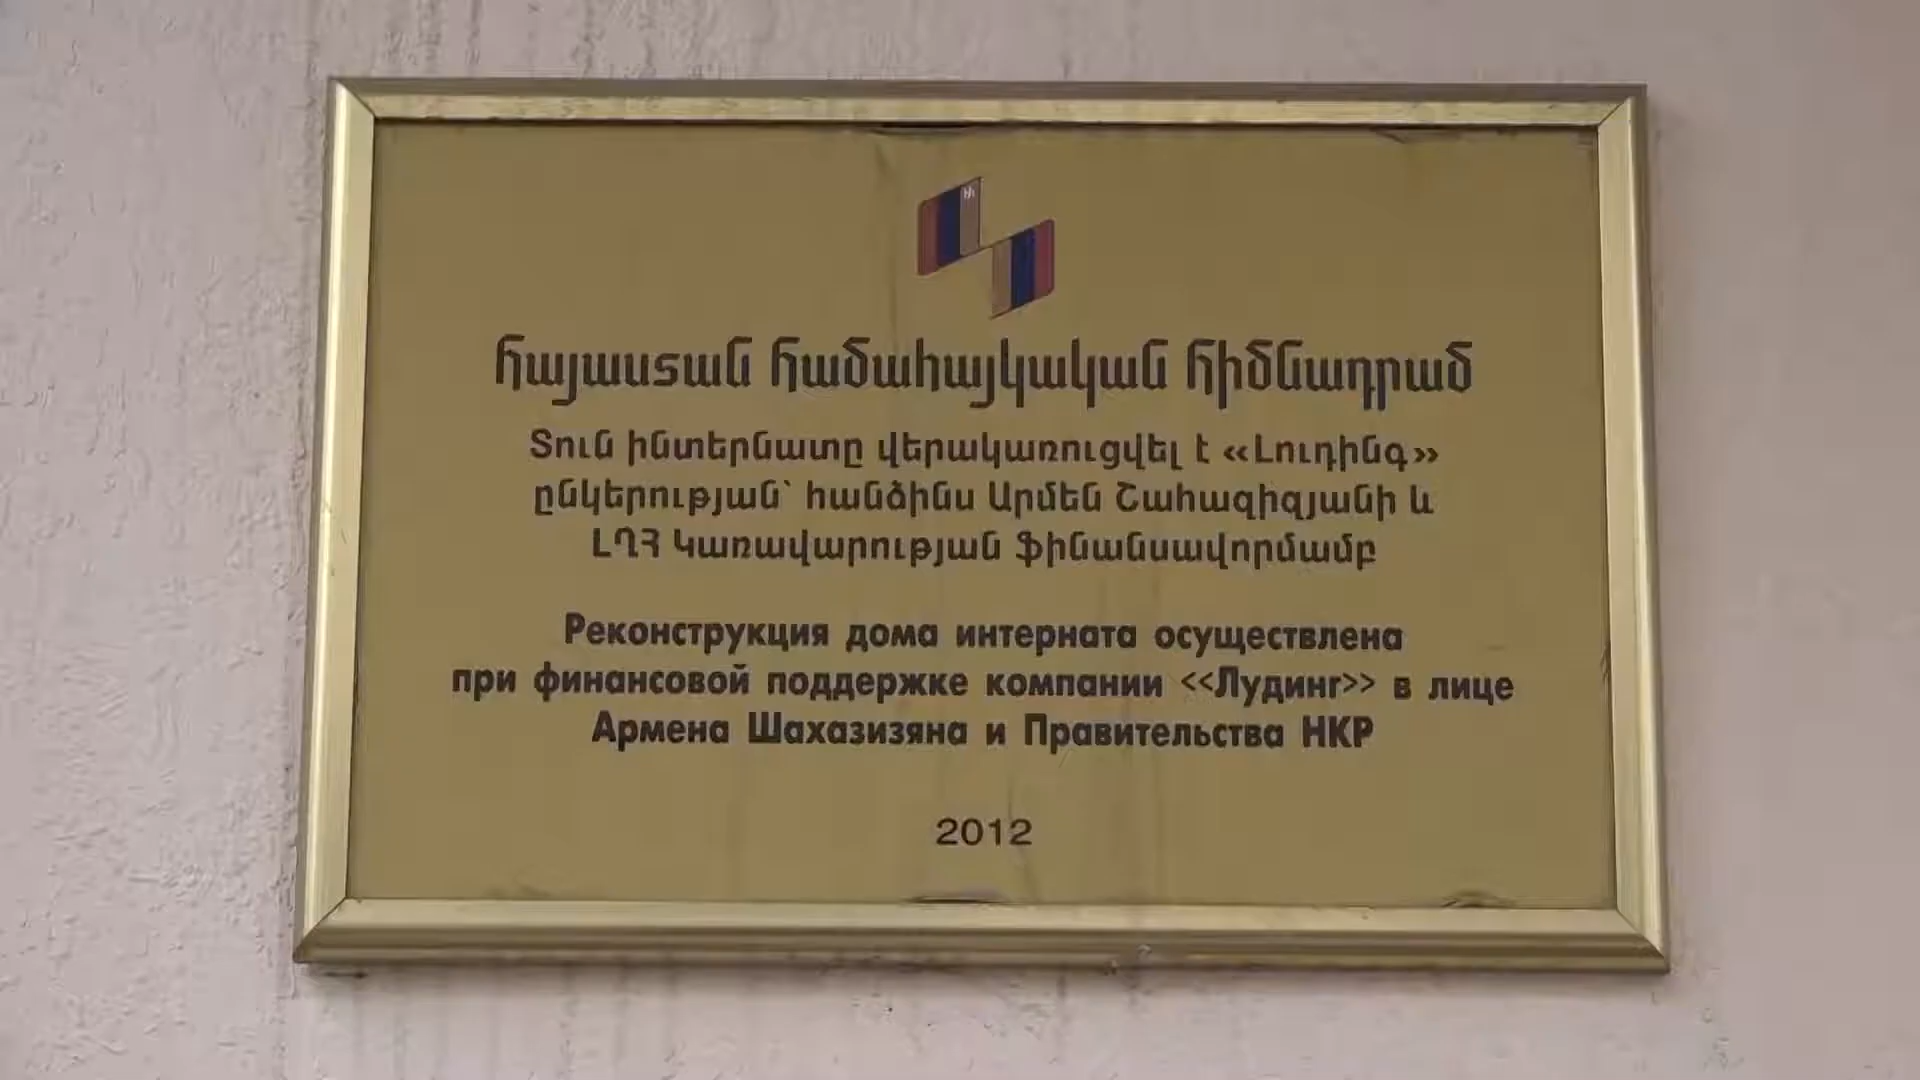 հայաստան համահայկական հիմնադրամ
Տուն ինտերնատը վերակառուցվել է «Լուդինգ»
ընկերության՝ հանձինս Արմեն Շահազիզյանի և
ԼՂՀ Կառավարության ֆինանսավորմամբ
Реконструкция дома интерната осуществлена
при финансовой поддержке компании <<Лудинг>> в лице
Армена Шахазизяна и Правительства НКР
2012